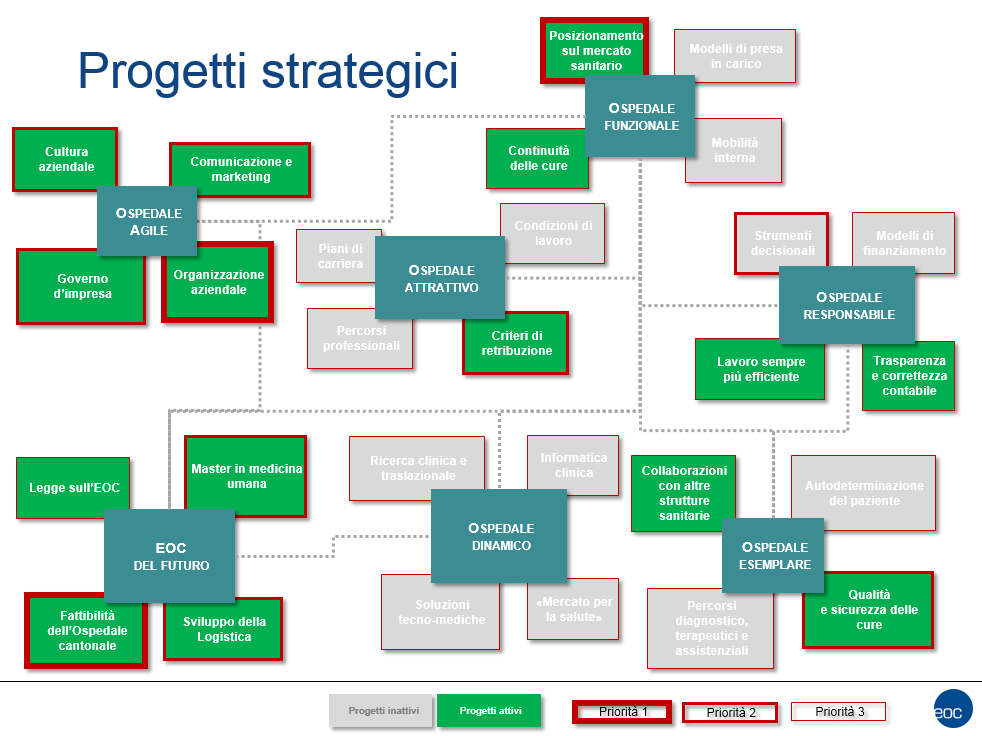 Progetti strategici
Posizionamento
sul mercato
sanitario
Modelli di presa
in carico
OSPEDALE
FUNZIONALE
Continuità
delle cure
Mobilità
interna
Cultura
aziendale
Comunicazione e
marketing
OSPEDALE
AGILE
Governo
d'impresa
Organizzazione
aziendale
Piani di
carriera
Condizioni di
lavoro
OSPEDALE
ATTRATTIVO
Percorsi
professionali
Criteri di
retribuzione
Strumenti
decisionali
Modelli di
finanziamento
OSPEDALE
RESPONSABILE
Lavoro sempre
più efficiente
Trasparenza
e correttezza
contabile
Legge sull'EOC
Master in medicina
umana
EOC
DEL FUTURO
Fattibilità
dell'Ospedale
cantonale
Sviluppo della
Logistica
Ricerca clinica e
traslazionale
Informatica
clinica
OSPEDALE
DINAMICO
Soluzioni
tecno-mediche
«Mercato per
la salute»
Collaborazioni
con altre
strutture
sanitarie
Autodeterminazione
del paziente
OSPEDALE
ESEMPLARE
Percorsi
diagnostico,
terapeutici e
assistenziali
Qualità
e sicurezza delle
cure
Progetti inattivi
Progetti attivi
Priorità 1
Priorità 2
Priorità 3
eoc